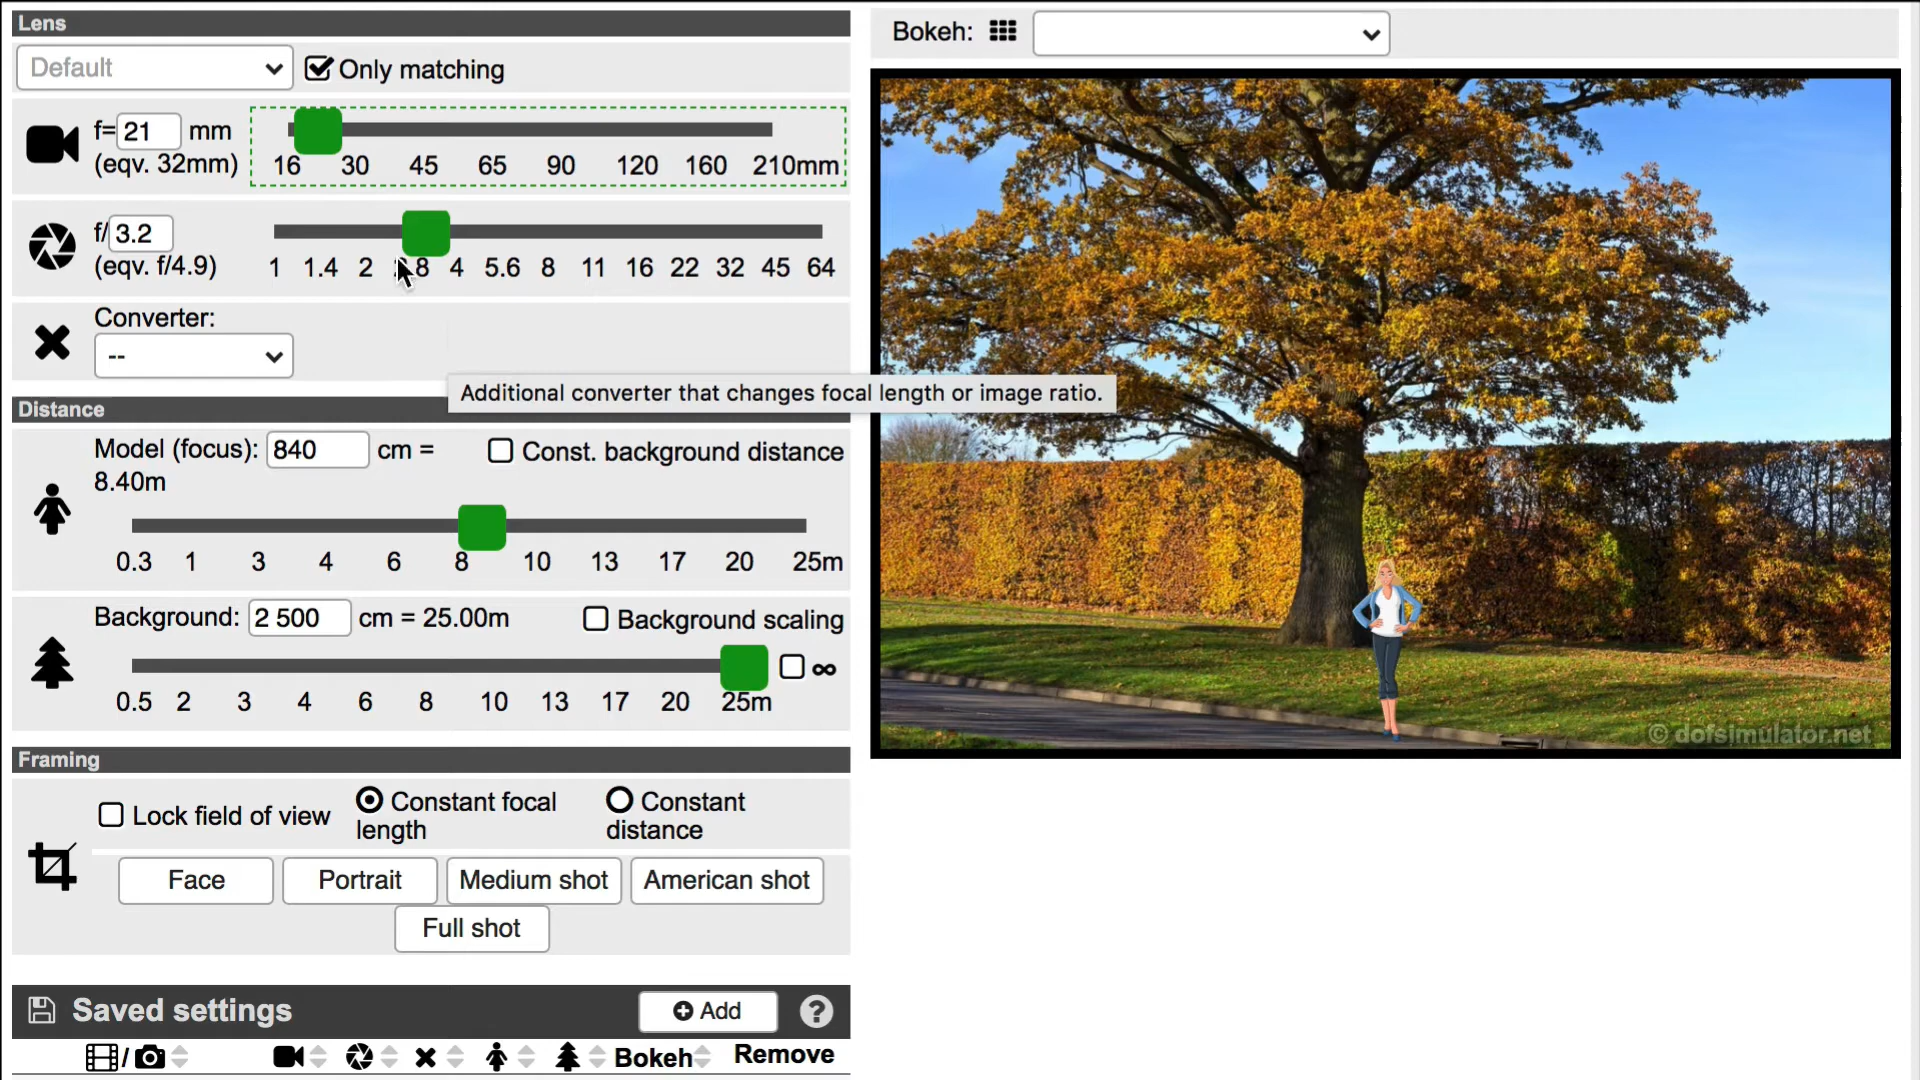 Lens
Default
Only matching
f= 21 mm
(eqv. 32mm)
16 30 45 65 90 120 160 210mm
f/ 3.2
(eqv. f/4.9)
1 1.4 2 8 4 5.6 8 11 16 22 32 45 64
Converter:
--
Additional converter that changes focal length or image ratio.
Distance
Model (focus): 840 cm =
8.40m
Const. background distance
0.3 1 3 4 6 8 10 13 17 20 25m
Background: 2 500 cm = 25.00m
Background scaling
∞
0.5 2 3 4 6 8 10 13 17 20 25m
Framing
Lock field of view
Constant focal
length
Constant
distance
Face
Portrait
Medium shot
American shot
Full shot
Saved settings
Add
?
/
Bokeh
Remove
Bokeh:
© dofsimulator.net